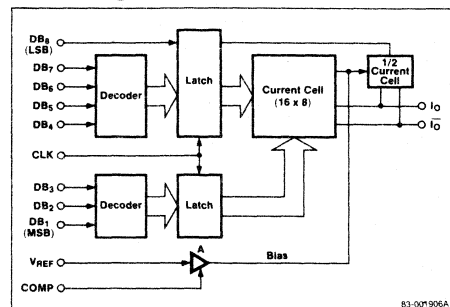 DB8
(LSB)
DB7
DB6
DB5
DB4
Decoder
Latch
Current Cell
(16 x 8)
1/2
Current
Cell
IO
IO
CLK
DB3
DB2
DB1
(MSB)
Decoder
Latch
A
VREF
Bias
COMP
83-001906A